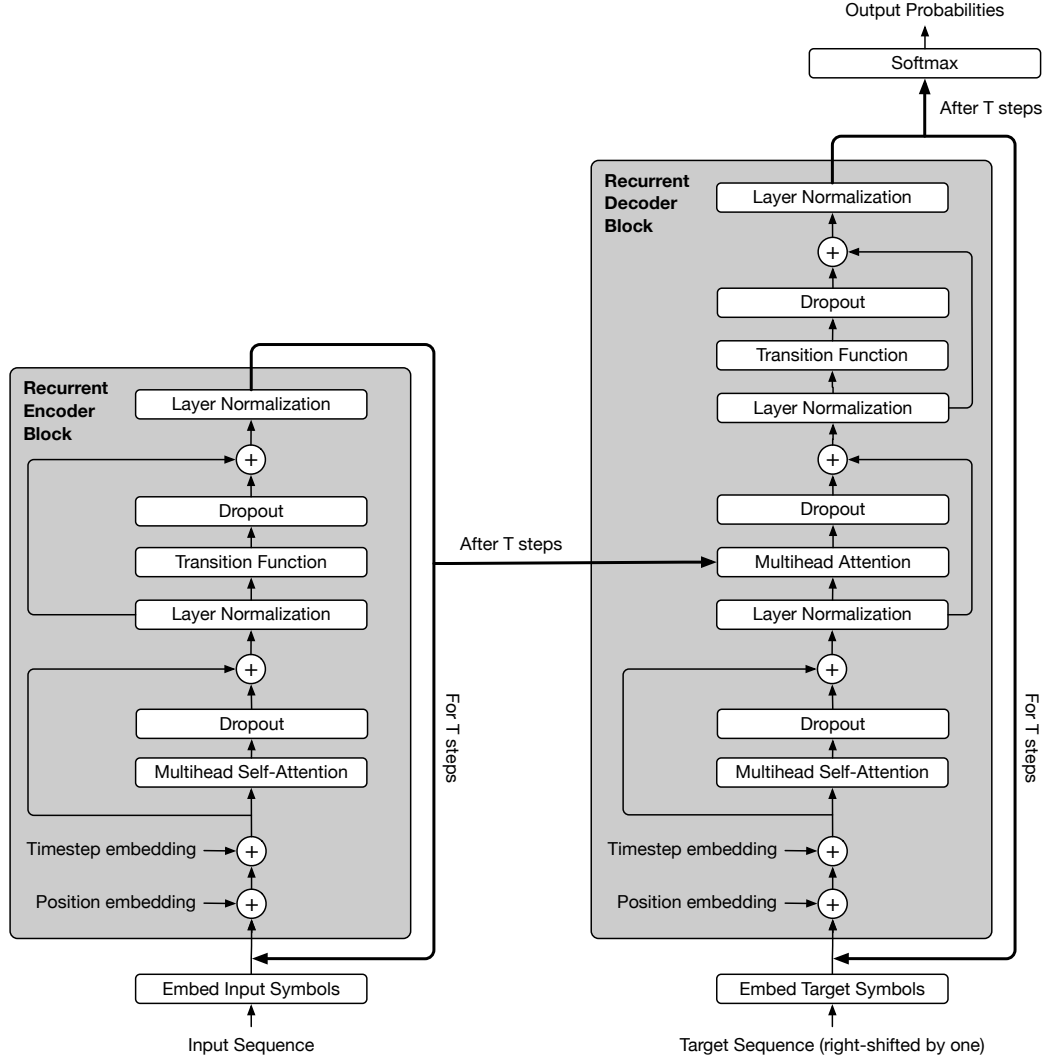 Output Probabilities
Softmax
After T steps
Recurrent
Decoder
Block
Layer Normalization
+
Dropout
Transition Function
Layer Normalization
+
Dropout
Multihead Attention
Layer Normalization
+
Dropout
Multihead Self-Attention
Timestep embedding
+
Position embedding
+
For T steps
Embed Target Symbols
Target Sequence (right-shifted by one)
After T steps
Recurrent
Encoder
Block
Layer Normalization
+
Dropout
Transition Function
Layer Normalization
+
Dropout
Multihead Self-Attention
Timestep embedding
+
Position embedding
+
For T steps
Embed Input Symbols
Input Sequence